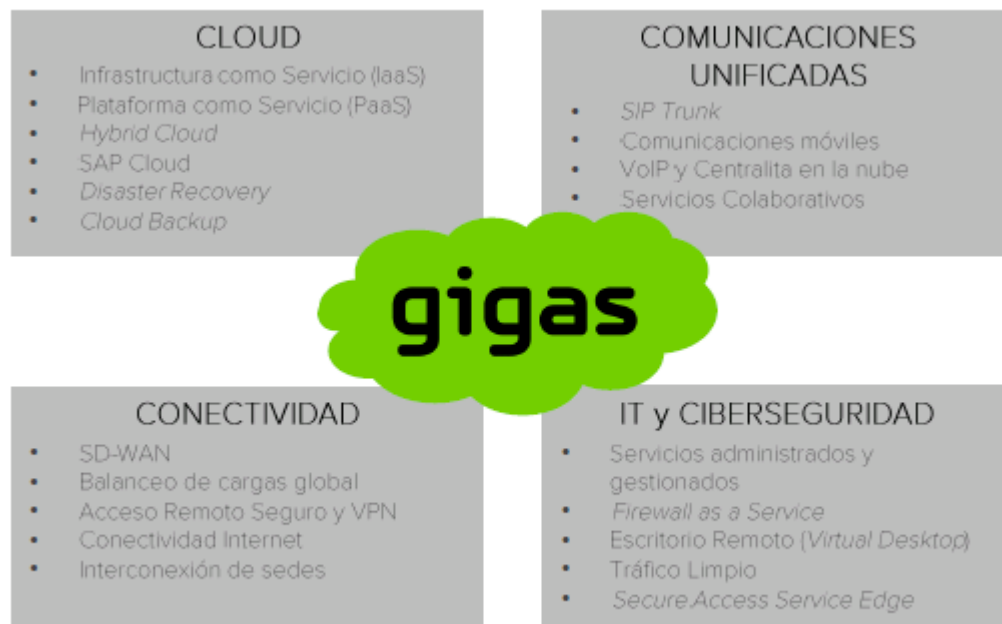 CLOUD
• Infrastructura como Servicio (IaaS)
• Plataforma como Servicio (PaaS)
• Hybrid Cloud
• SAP Cloud
• Disaster Recovery
• Cloud Backup
COMUNICACIONES
UNIFICADAS
• SIP Trunk
• Comunicaciones móviles
• VoIP y Centralita en la nube
• Servicios Colaborativos
gigas
CONECTIVIDAD
• SD-WAN
• Balanceo de cargas global
• Acceso Remoto Seguro y VPN
• Conectividad Internet
• Interconexión de sedes
IT y CIBERSEGURIDAD
• Servicios administrados y
gestionados
• Firewall as a Service
• Escritorio Remoto (Virtual Desktop)
• Tráfico Limpio
• Secure Access Service Edge